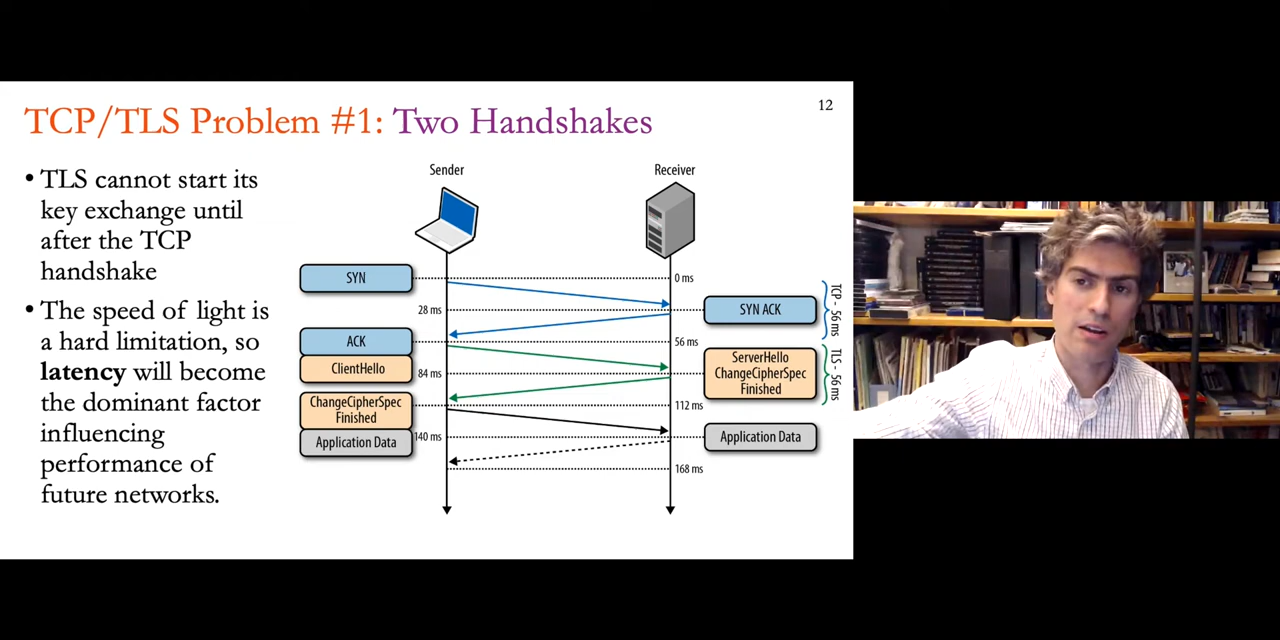 TCP/TLS Problem #1: Two Handshakes
12
• TLS cannot start its
key exchange until
after the TCP
handshake
• The speed of light is
a hard limitation, so
latency will become
the dominant factor
influencing
performance of
future networks.
Sender
Receiver
SYN
0 ms
28 ms
SYN ACK
TCP - 56 ms
ACK
56 ms
ClientHello
84 ms
ServerHello
ChangeCipherSpec
Finished
TLS - 56 ms
ChangeCipherSpec
Finished
112 ms
Application Data
140 ms
Application Data
168 ms